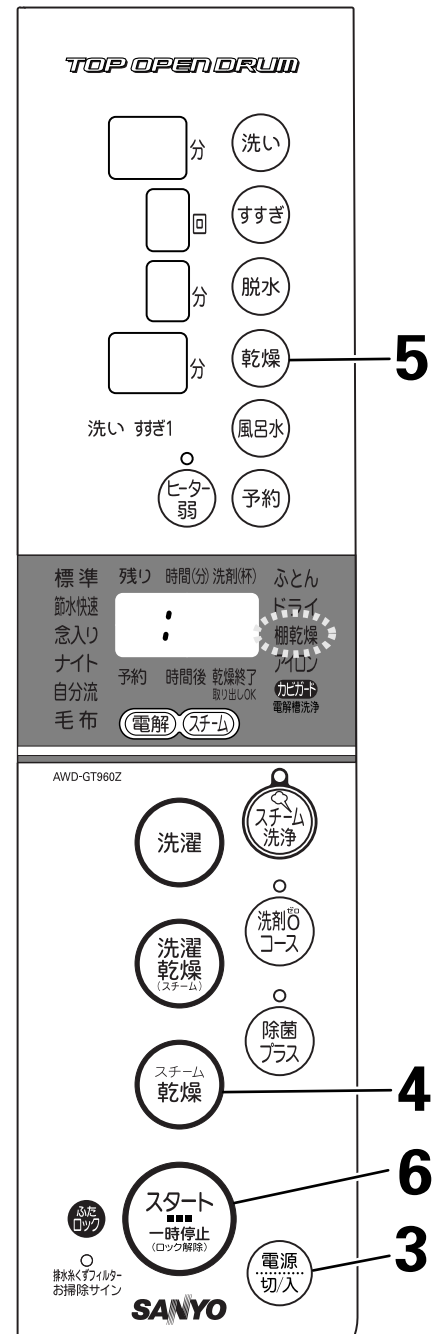 TOP OPEN DRUM
分 洗い
回 すすぎ
分 脱水
分 乾燥 5
洗い すすぎ1 風呂水
ヒーター
弱
予約
標準 残り 時間(分) 洗剤(杯) ふとん
節水快速 : ドライ
念入り 棚乾燥
ナイト 予約 時間後 乾燥終了 アイロン
取り出しOK
自分流 カビガード
電解槽洗浄
毛布 電解 スチーム
AWD-GT960Z
スチーム
洗浄
洗濯
洗剤0ゼロ
コース
洗濯
乾燥
(スチーム)
除菌
プラス
スチーム
乾燥 4
スタート 6
一時停止
(ロック解除)
ふた
ロック
電源 3
切/入
排水糸くずフィルター
お掃除サイン
SANYO